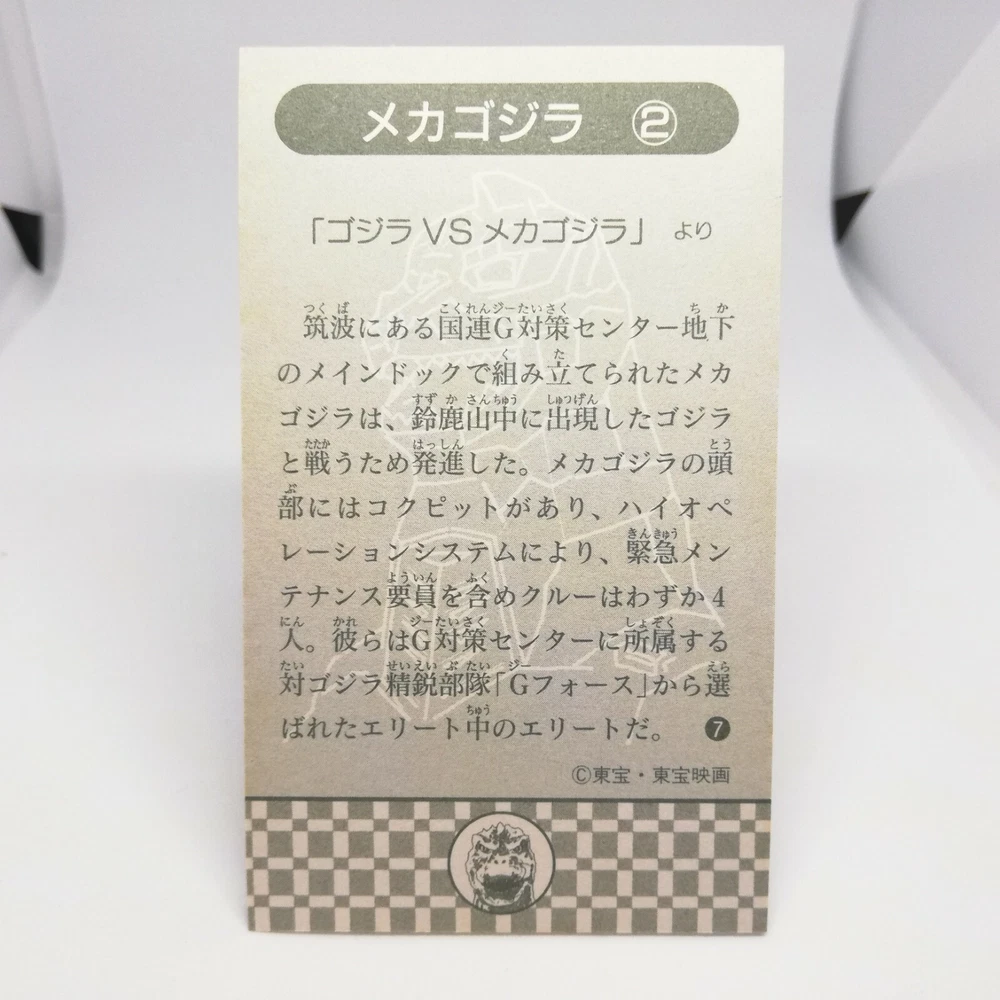 メカゴジラ ②
「ゴジラ VS メカゴジラ」 より
筑波にある国連G対策センター地下
のメインドックで組み立てられたメカ
ゴジラは、鈴鹿山中に出現したゴジラ
と戦うため発進した。メカゴジラの頭
部にはコクピットがあり、ハイオペ
レーションシステムにより、緊急メン
テナンス要員を含めクルーはわずか4
人。彼らはG対策センターに所属する
対ゴジラ精鋭部隊「Gフォース」から選
ばれたエリート中のエリートだ。 ❼
©東宝・東宝映画